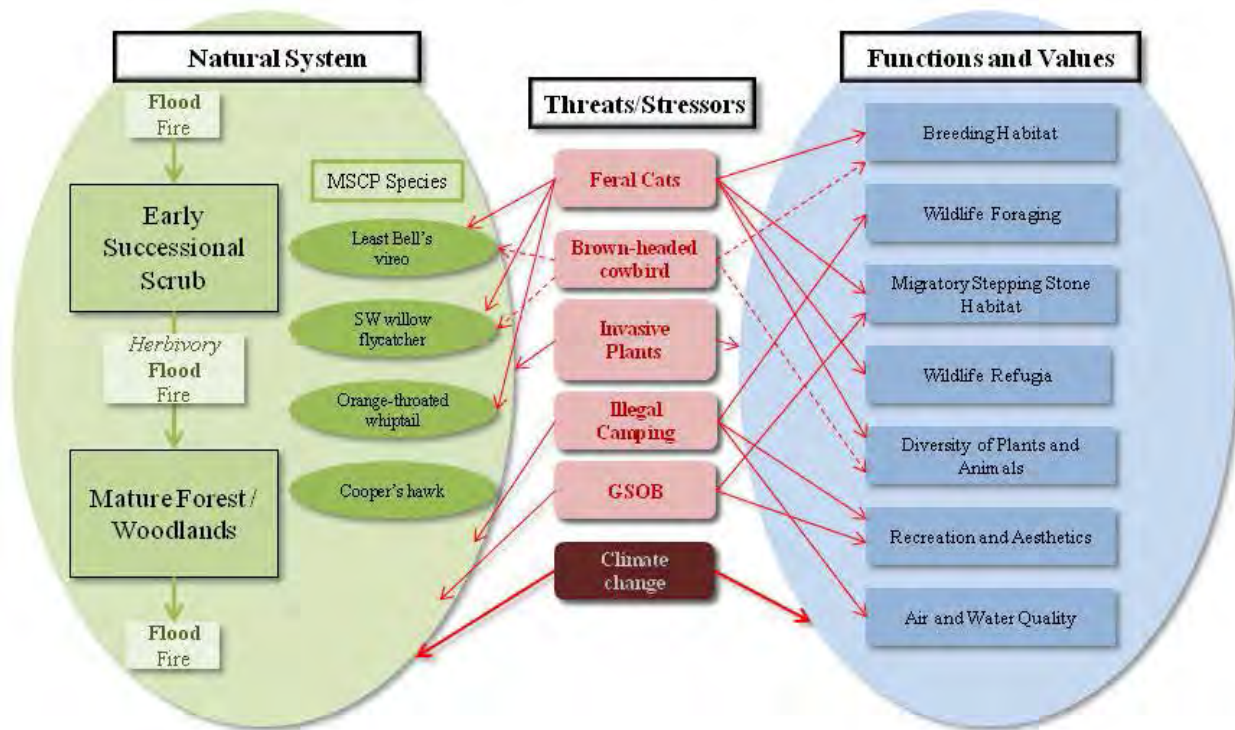 Natural System
Flood
Fire
Early
Successional
Scrub
Herbivory
Flood
Fire
Mature Forest /
Woodlands
Flood
Fire
MSCP Species
Least Bell's
vireo
SW willow
flycatcher
Orange-throated
whiptail
Cooper's hawk
Threats/Stressors
Feral Cats
Brown-headed
cowbird
Invasive
Plants
Illegal
Camping
GSOB
Climate
change
Functions and Values
Breeding Habitat
Wildlife Foraging
Migratory Stepping Stone
Habitat
Wildlife Refugia
Diversity of Plants and
Animals
Recreation and Aesthetics
Air and Water Quality